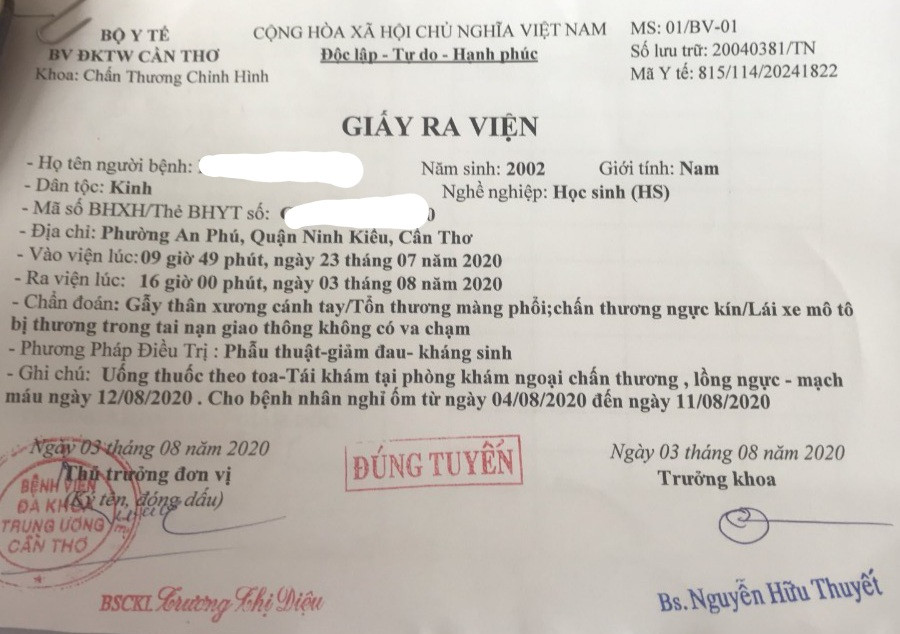 BỘ Y TẾ
BV ĐKTW CẦN THƠ
Khoa: Chấn Thương Chỉnh Hình
CỘNG HÒA XÃ HỘI CHỦ NGHĨA VIỆT NAM
Độc lập - Tự do - Hạnh phúc
MS: 01/BV-01
Số lưu trữ: 20040381/TN
Mã Y tế: 815/114/20241822
GIẤY RA VIỆN
- Họ tên người bệnh:
Năm sinh: 2002 Giới tính: Nam
- Dân tộc: Kinh Nghề nghiệp: Học sinh (HS)
- Mã số BHXH/Thẻ BHYT số:
- Địa chỉ: Phường An Phú, Quận Ninh Kiều, Cần Thơ
- Vào viện lúc:09 giờ 49 phút, ngày 23 tháng 07 năm 2020
- Ra viện lúc: 16 giờ 00 phút, ngày 03 tháng 08 năm 2020
- Chẩn đoán: Gẫy thân xương cánh tay/Tổn thương màng phổi;chấn thương ngực kín/Lái xe mô tô
bị thương trong tai nạn giao thông không có va chạm
- Phương Pháp Điều Trị : Phẫu thuật-giảm đau- kháng sinh
- Ghi chú: Uống thuốc theo toa-Tái khám tại phòng khám ngoại chấn thương , lồng ngực - mạch
máu ngày 12/08/2020 . Cho bệnh nhân nghỉ ốm từ ngày 04/08/2020 đến ngày 11/08/2020
Ngày 03 tháng 08 năm 2020
Thủ trưởng đơn vị
(Ký tên, đóng dấu)
BỆNH VIỆN
ĐA KHOA
TRUNG ƯƠNG
CẦN THƠ
ĐÚNG TUYẾN
Ngày 03 tháng 08 năm 2020
Trưởng khoa
BSCKI. Trương Thị Diệu
Bs. Nguyễn Hữu Thuyết